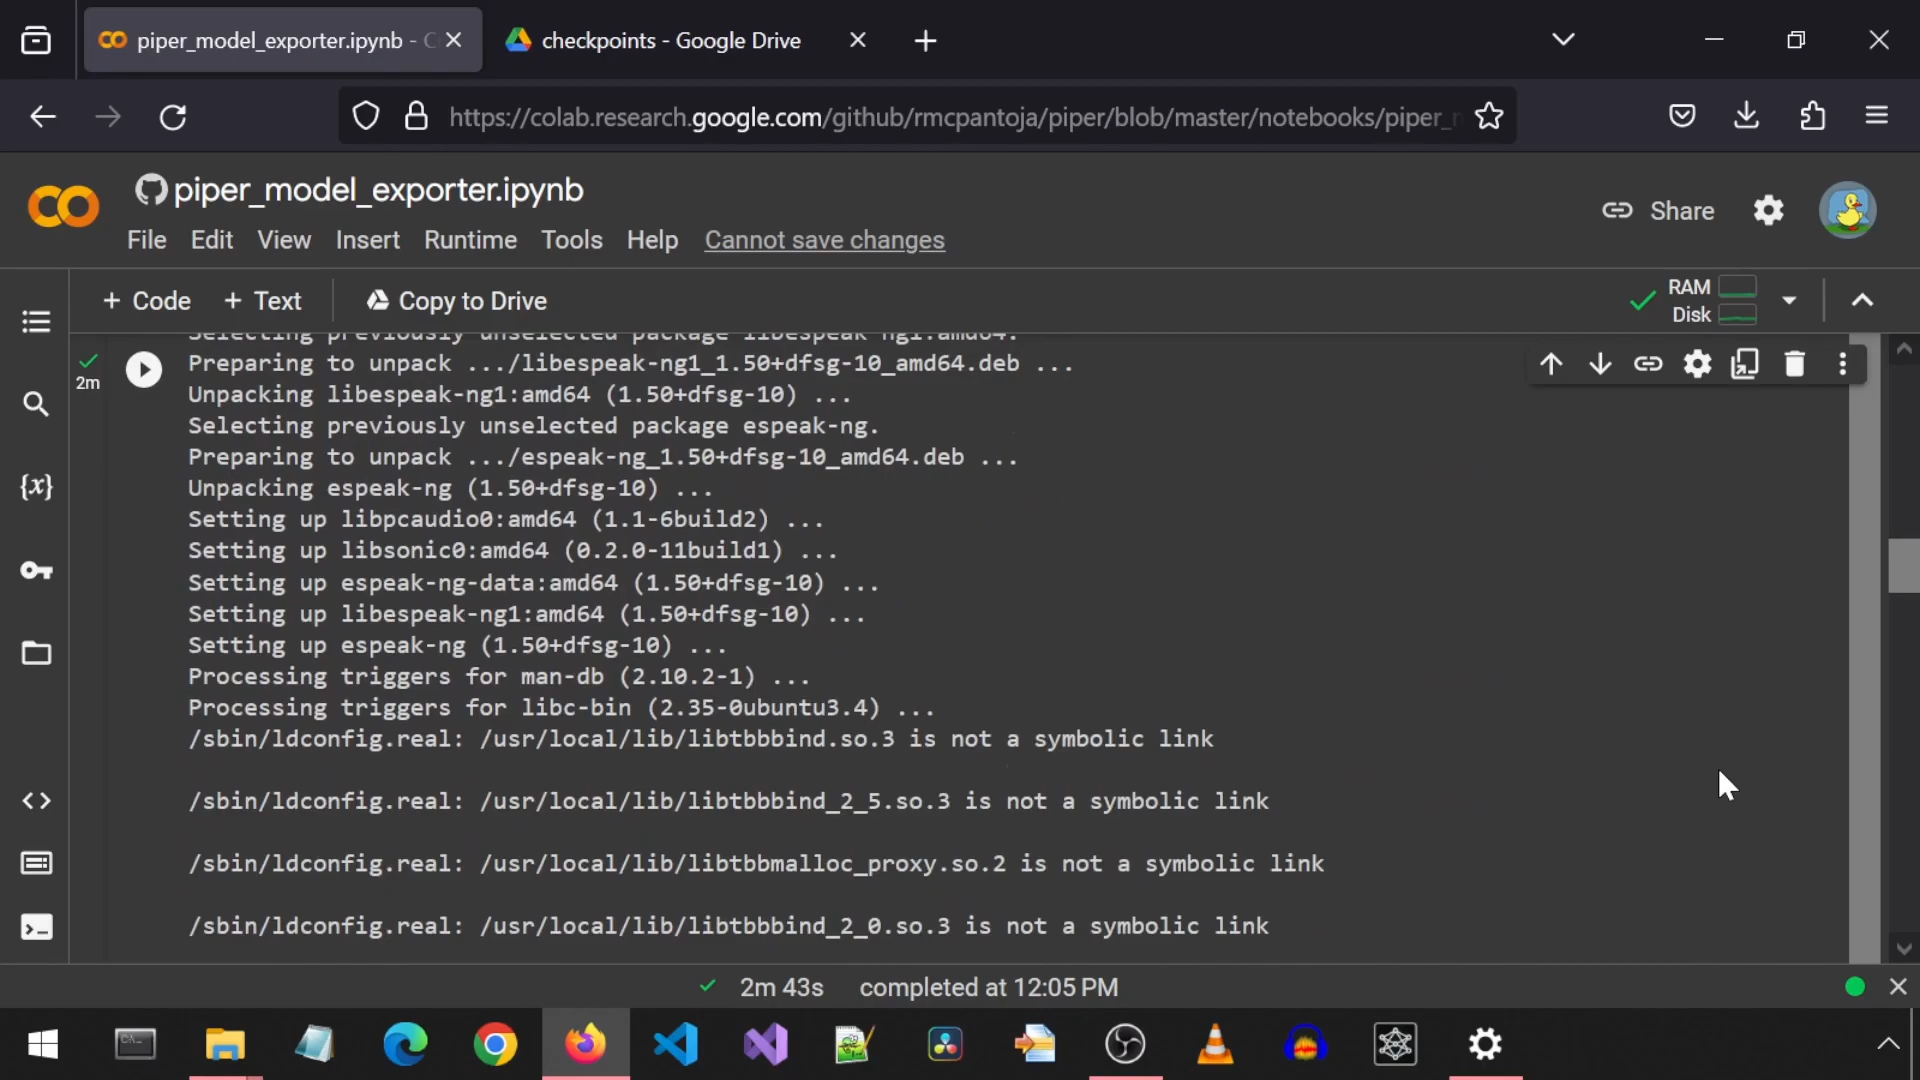 piper_model_exporter.ipynb - C
checkpoints - Google Drive
https://colab.research.google.com/github/rmcpantoja/piper/blob/master/notebooks/piper_
piper_model_exporter.ipynb
Share
File Edit View Insert Runtime Tools Help Cannot save changes
+ Code + Text Copy to Drive
RAM
Disk
Selecting previously unselected package libespeak-ng1:amd64.
2m
Preparing to unpack .../libespeak-ng1_1.50+dfsg-10_amd64.deb ...
Unpacking libespeak-ng1:amd64 (1.50+dfsg-10) ...
Selecting previously unselected package espeak-ng.
Preparing to unpack .../espeak-ng_1.50+dfsg-10_amd64.deb ...
Unpacking espeak-ng (1.50+dfsg-10) ...
Setting up libpcaudio0:amd64 (1.1-6build2) ...
Setting up libsonic0:amd64 (0.2.0-11build1) ...
Setting up espeak-ng-data:amd64 (1.50+dfsg-10) ...
Setting up libespeak-ng1:amd64 (1.50+dfsg-10) ...
Setting up espeak-ng (1.50+dfsg-10) ...
Processing triggers for man-db (2.10.2-1) ...
Processing triggers for libc-bin (2.35-0ubuntu3.4) ...
/sbin/ldconfig.real: /usr/local/lib/libtbbbind.so.3 is not a symbolic link
/sbin/ldconfig.real: /usr/local/lib/libtbbbind_2_5.so.3 is not a symbolic link
/sbin/ldconfig.real: /usr/local/lib/libtbbmalloc_proxy.so.2 is not a symbolic link
/sbin/ldconfig.real: /usr/local/lib/libtbbbind_2_0.so.3 is not a symbolic link
2m 43s completed at 12:05 PM